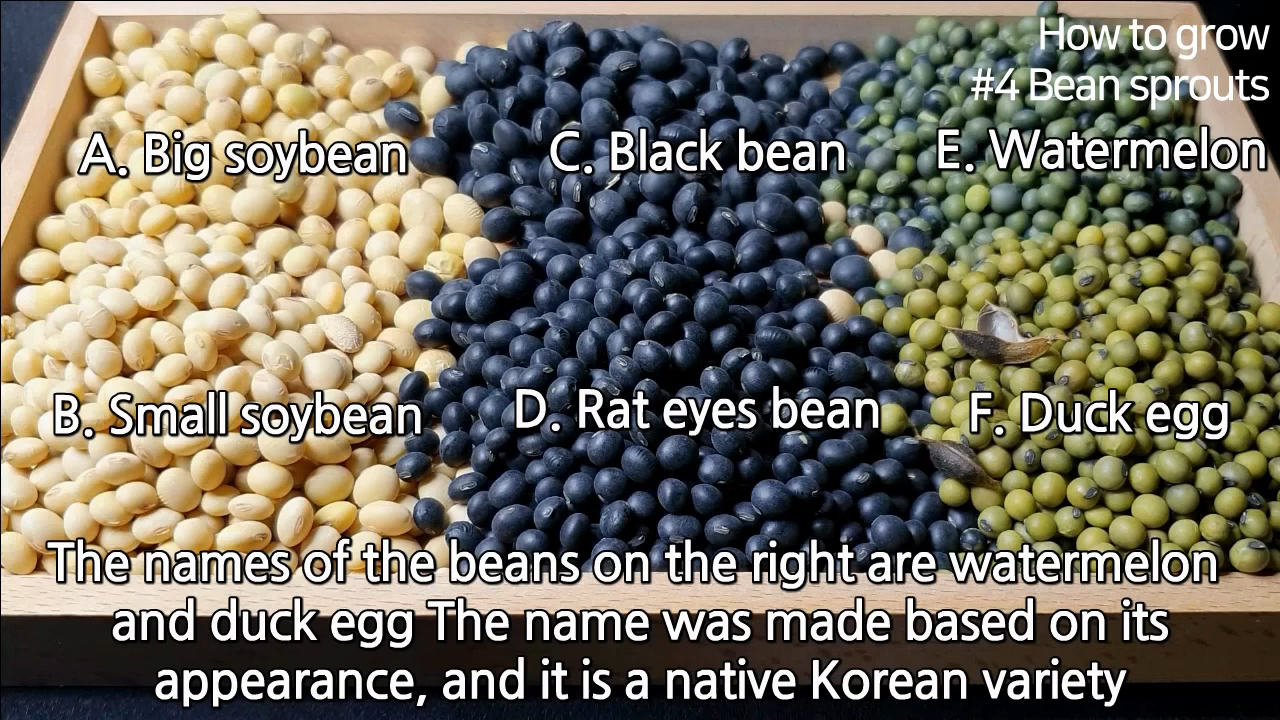 How to grow
#4 Bean sprouts
A. Big soybean
C. Black bean
E. Watermelon
B. Small soybean
D. Rat eyes bean
F. Duck egg
The names of the beans on the right are watermelon
and duck egg The name was made based on its
appearance, and it is a native Korean variety